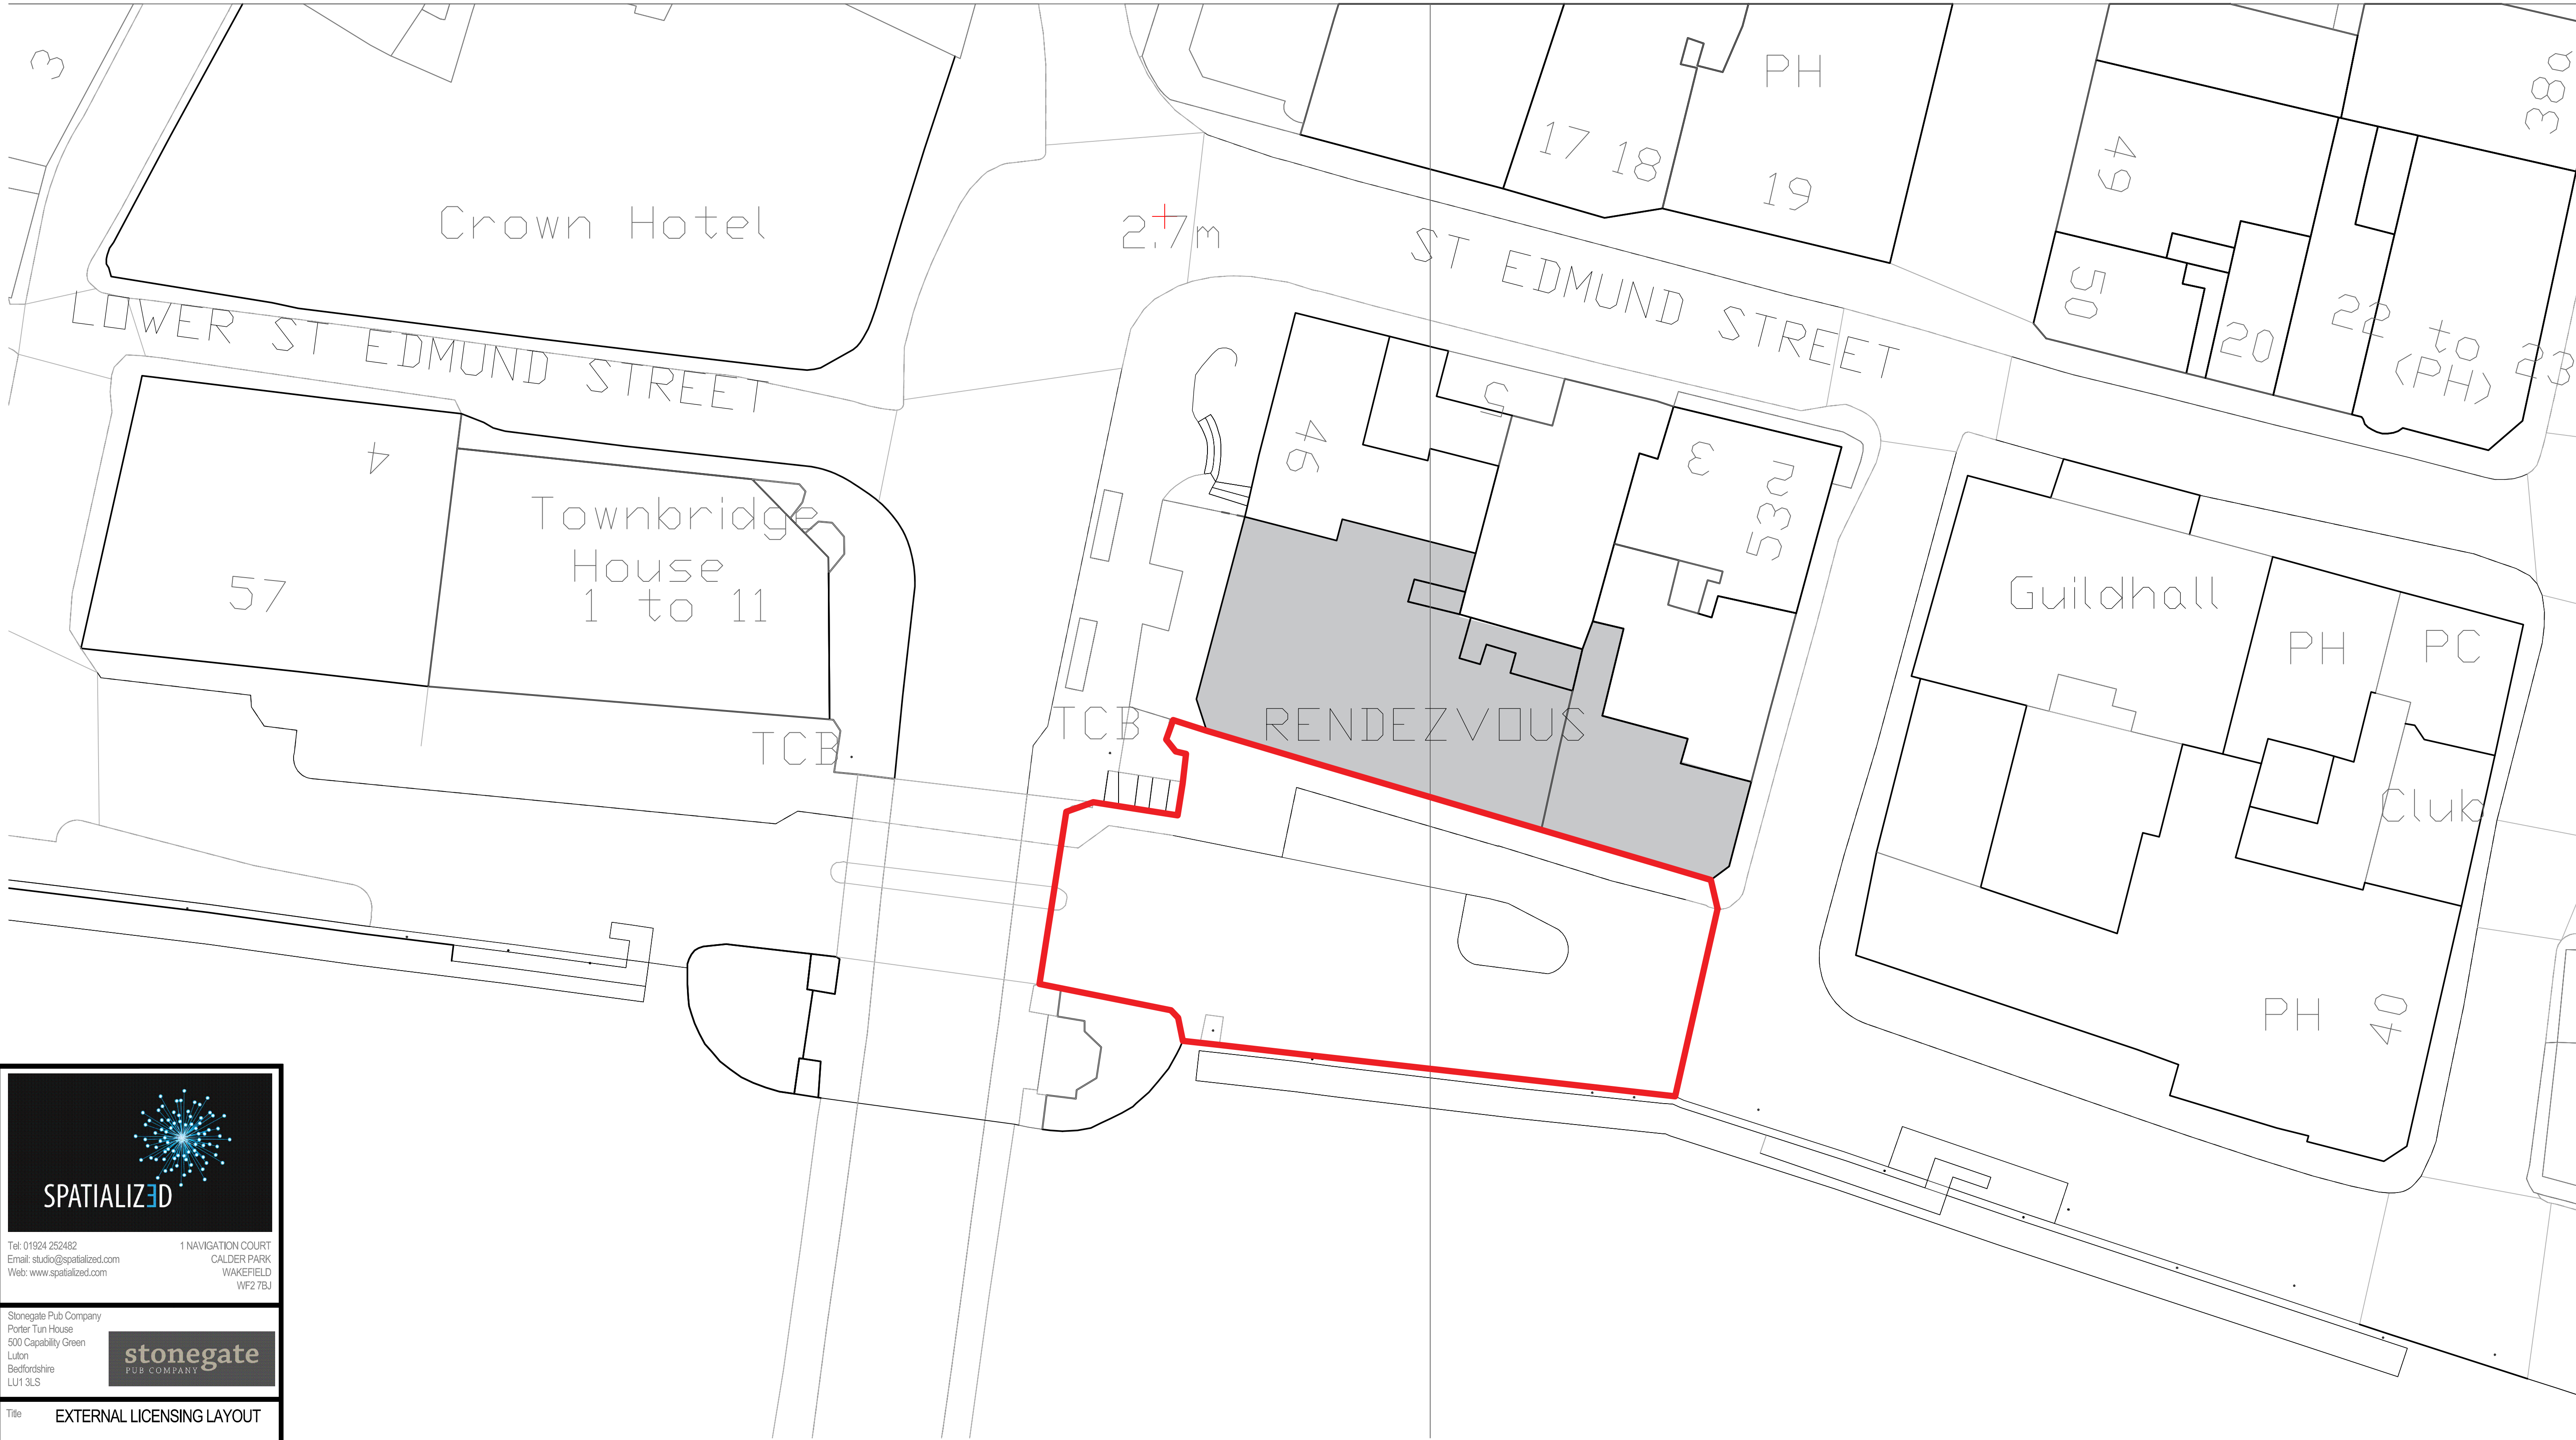 3
Crown Hotel
LOWER ST EDMUND STREET
2.7m
17 18
PH
19
ST EDMUND STREET
49
50
20
22 to 23
(PH)
38a
4
57
Townbridge
House
1 to 11
TCB
TCB
46
5
3
RENDEZVOUS
Guildhall
PH
PC
Club
PH
40
SPATIALIZED
Tel: 01924 252482
Email: studio@spatialized.com
Web: www.spatialized.com
1 NAVIGATION COURT
CALDER PARK
WAKEFIELD
WF2 7BJ
Stonegate Pub Company
Porter Tun House
500 Capability Green
Luton
Bedfordshire
LU1 3LS
stonegate
PUB COMPANY
Title EXTERNAL LICENSING LAYOUT